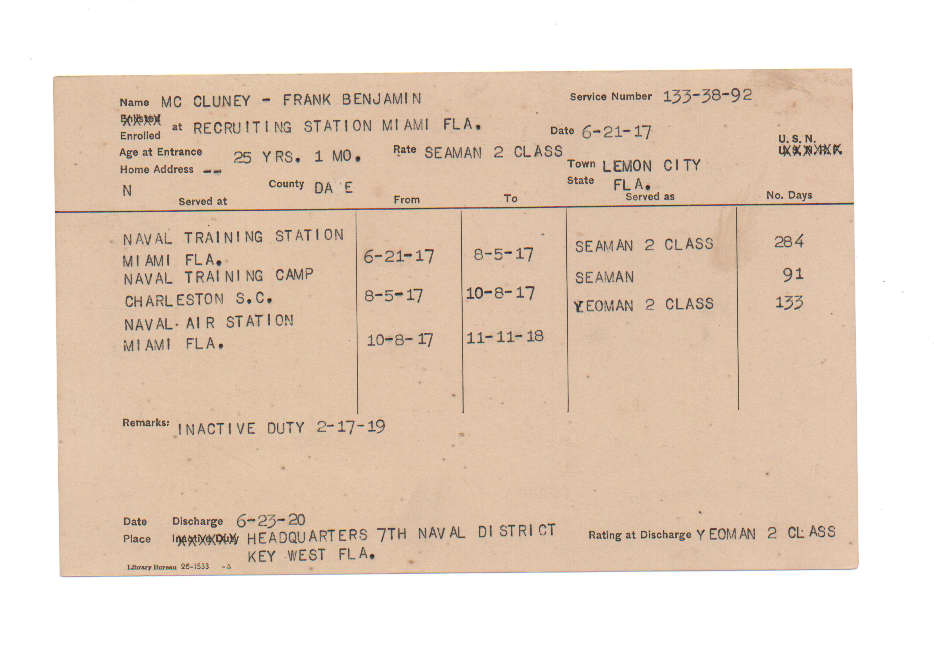 Name MC CLUNEY - FRANK BENJAMIN Service Number 133-38-92
Enlisted
Enrolled at RECRUITING STATION MIAMI FLA. Date 6-21-17
U. S. N.
Age at Entrance 25 YRS. 1 MO. Rate SEAMAN 2 CLASS
Home Address -- Town LEMON CITY
N County DA E State FLA.
Served at From To Served as No. Days
NAVAL TRAINING STATION SEAMAN 2 CLASS 284
MIAMI FLA. 6-21-17 8-5-17
NAVAL TRAINING CAMP SEAMAN 91
CHARLESTON S.C. 8-5-17 10-8-17 YEOMAN 2 CLASS 133
NAVAL AIR STATION
MIAMI FLA. 10-8-17 11-11-18
Remarks: INACTIVE DUTY 2-17-19
Date Discharge 6-23-20
Place Inactive Duty HEADQUARTERS 7TH NAVAL DISTRICT Rating at Discharge YEOMAN 2 CLASS
KEY WEST FLA.
Library Bureau 26-1533